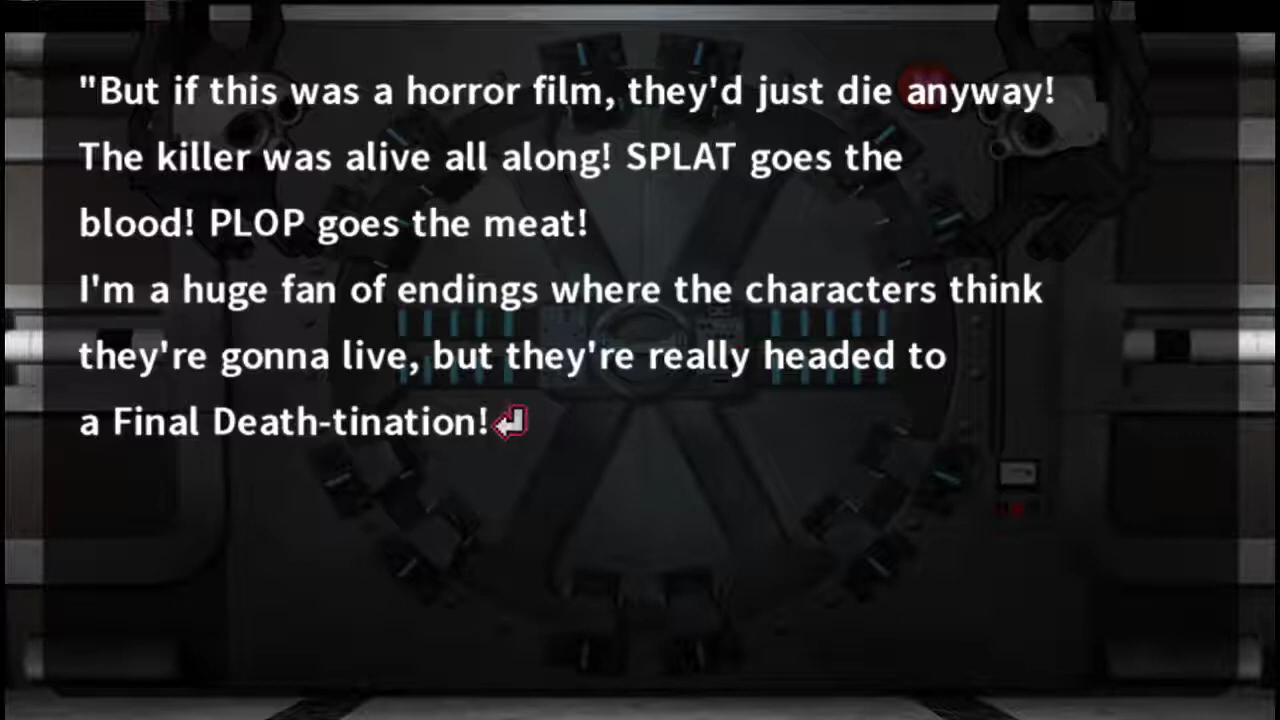 "But if this was a horror film, they'd just die anyway!
The killer was alive all along! SPLAT goes the
blood! PLOP goes the meat!
I'm a huge fan of endings where the characters think
they're gonna live, but they're really headed to
a Final Death-tination!